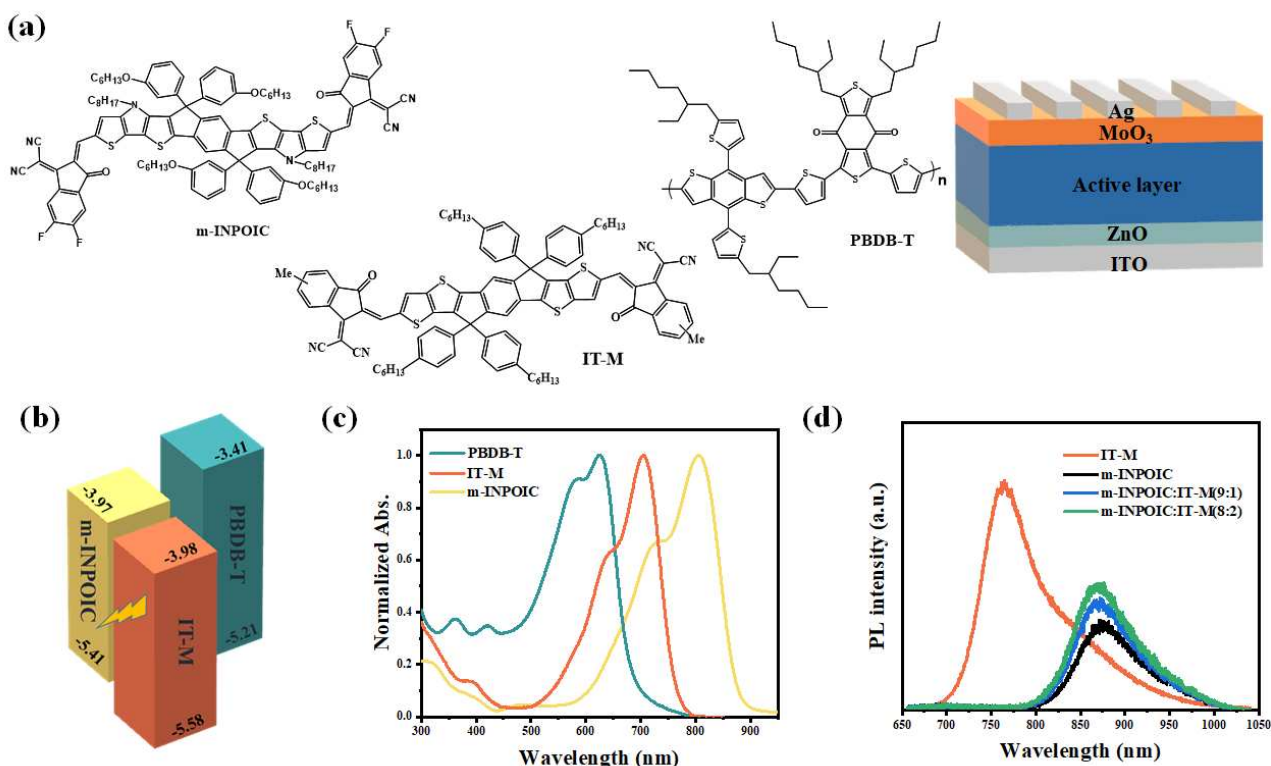 (a)
F
F
C₆H₁₃O
OC₆H₁₃
C₈H₁₇
N
O
CN
CN
S
S
S
S
NC
NC
S
S
N
C₈H₁₇
O
C₆H₁₃O
OC₆H₁₃
F
F
m-INPOIC
C₆H₁₃
C₆H₁₃
NC
CN
Me
O
S
S
S
S
O
Me
NC
CN
C₆H₁₃
C₆H₁₃
IT-M
S
O
O
S
S
S
S
S
S
S
n
PBDB-T
Ag
MoO₃
Active layer
ZnO
ITO
(b)
-3.97
m-INPOIC
-5.41
-3.98
IT-M
-5.58
-3.41
PBDB-T
-5.21
(c)
PBDB-T
IT-M
m-INPOIC
Normalized Abs.
1.0
0.8
0.6
0.4
0.2
0.0
300 400 500 600 700 800 900
Wavelength (nm)
(d)
IT-M
m-INPOIC
m-INPOIC:IT-M(9:1)
m-INPOIC:IT-M(8:2)
PL intensity (a.u.)
650 700 750 800 850 900 950 1000 1050
Wavelength (nm)